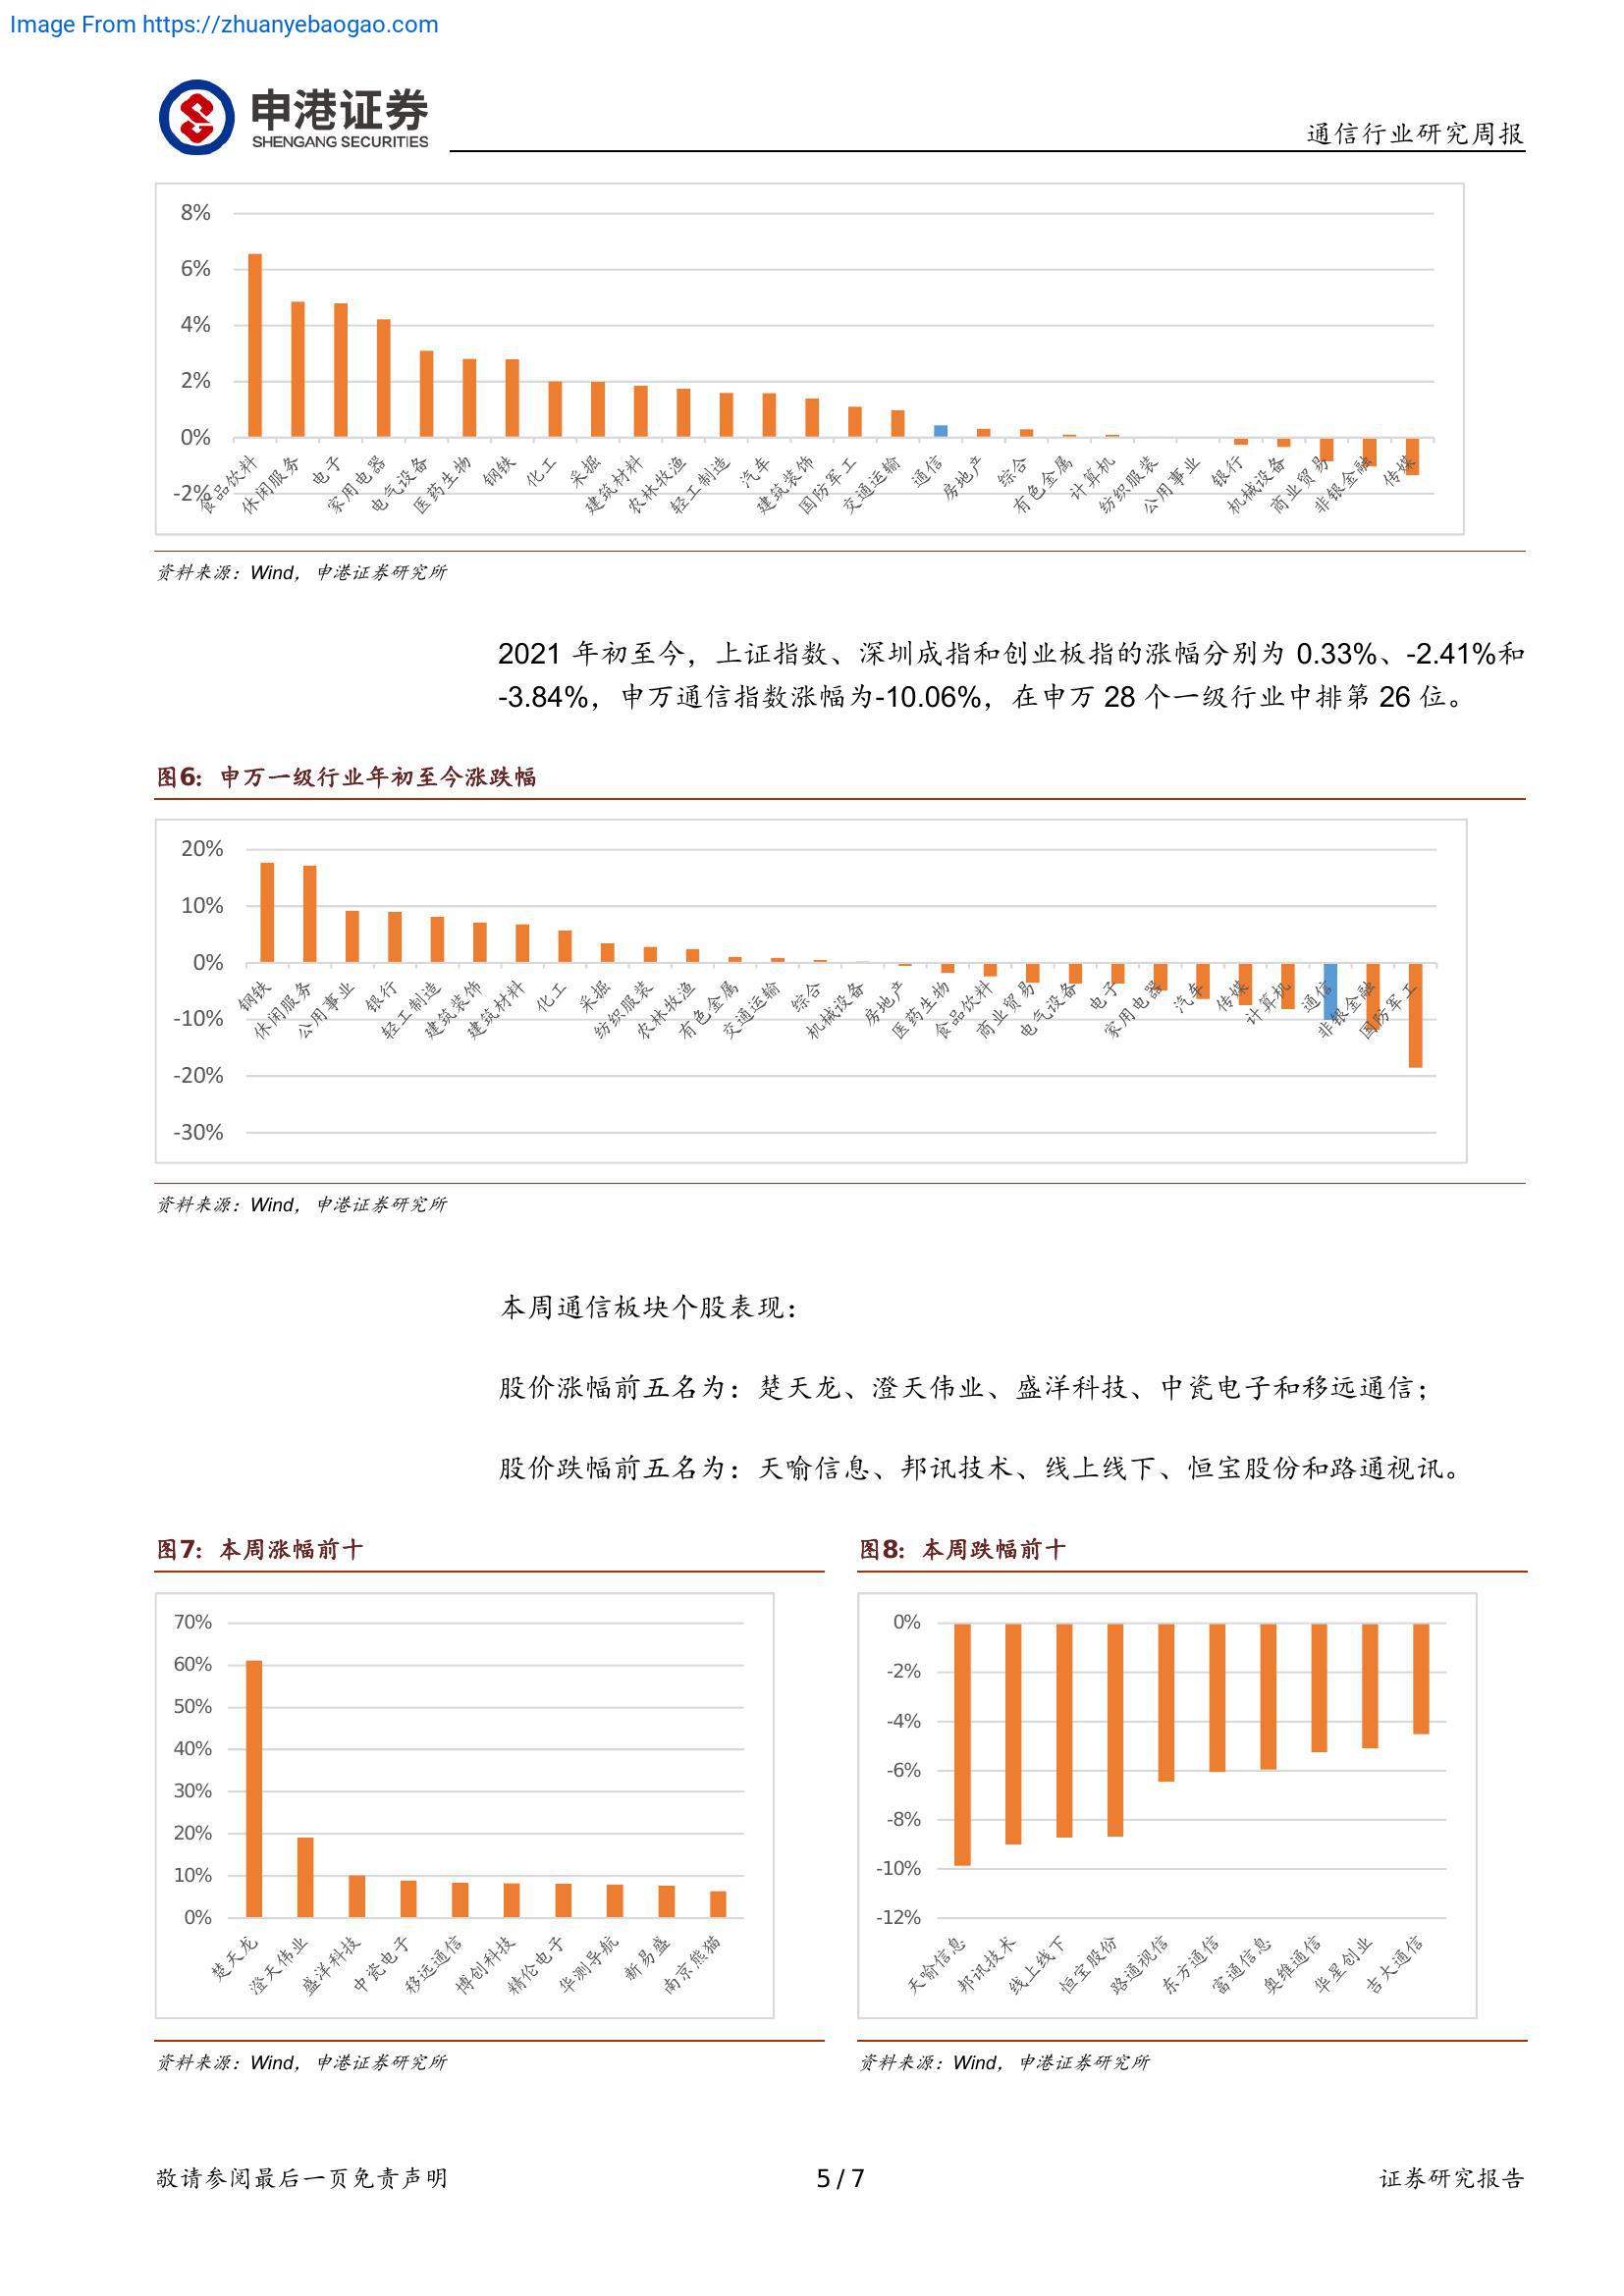 Image From https://zhuanyebaogao.com
申港证券
SHENGANG SECURITIES
通信行业研究周报
8%
6%
4%
2%
0%
-2%
食品饮料 休闲服务 电子 家用电器 电气设备 医药生物 钢铁 化工 采掘 建筑材料 农林牧渔 轻工制造 汽车 建筑装饰 国防军工 交通运输 通信 房地产 综合 有色金属 计算机 纺织服装 公用事业 银行 机械设备 商业贸易 非银金融 传媒
资料来源：Wind，申港证券研究所
2021 年初至今，上证指数、深圳成指和创业板指的涨幅分别为 0.33%、-2.41%和
-3.84%，申万通信指数涨幅为-10.06%，在申万 28 个一级行业中排第 26 位。
图6：申万一级行业年初至今涨跌幅
20%
10%
0%
-10%
-20%
-30%
钢铁 休闲服务 公用事业 银行 轻工制造 建筑装饰 建筑材料 化工 采掘 纺织服装 农林牧渔 有色金属 交通运输 综合 机械设备 房地产 医药生物 食品饮料 商业贸易 电气设备 电子 家用电器 汽车 传媒 计算机 通信 非银金融 国防军工
资料来源：Wind，申港证券研究所
本周通信板块个股表现：
股价涨幅前五名为：楚天龙、澄天伟业、盛洋科技、中瓷电子和移远通信；
股价跌幅前五名为：天喻信息、邦讯技术、线上线下、恒宝股份和路通视讯。
图7：本周涨幅前十
70%
60%
50%
40%
30%
20%
10%
0%
楚天龙 澄天伟业 盛洋科技 中瓷电子 移远通信 博创科技 精伦电子 华测导航 新易盛 南京熊猫
资料来源：Wind，申港证券研究所
图8：本周跌幅前十
0%
-2%
-4%
-6%
-8%
-10%
-12%
天喻信息 邦讯技术 线上线下 恒宝股份 路通视信 东方通信 富通信息 奥维通信 华星创业 吉大通信
资料来源：Wind，申港证券研究所
敬请参阅最后一页免责声明
5 / 7
证券研究报告